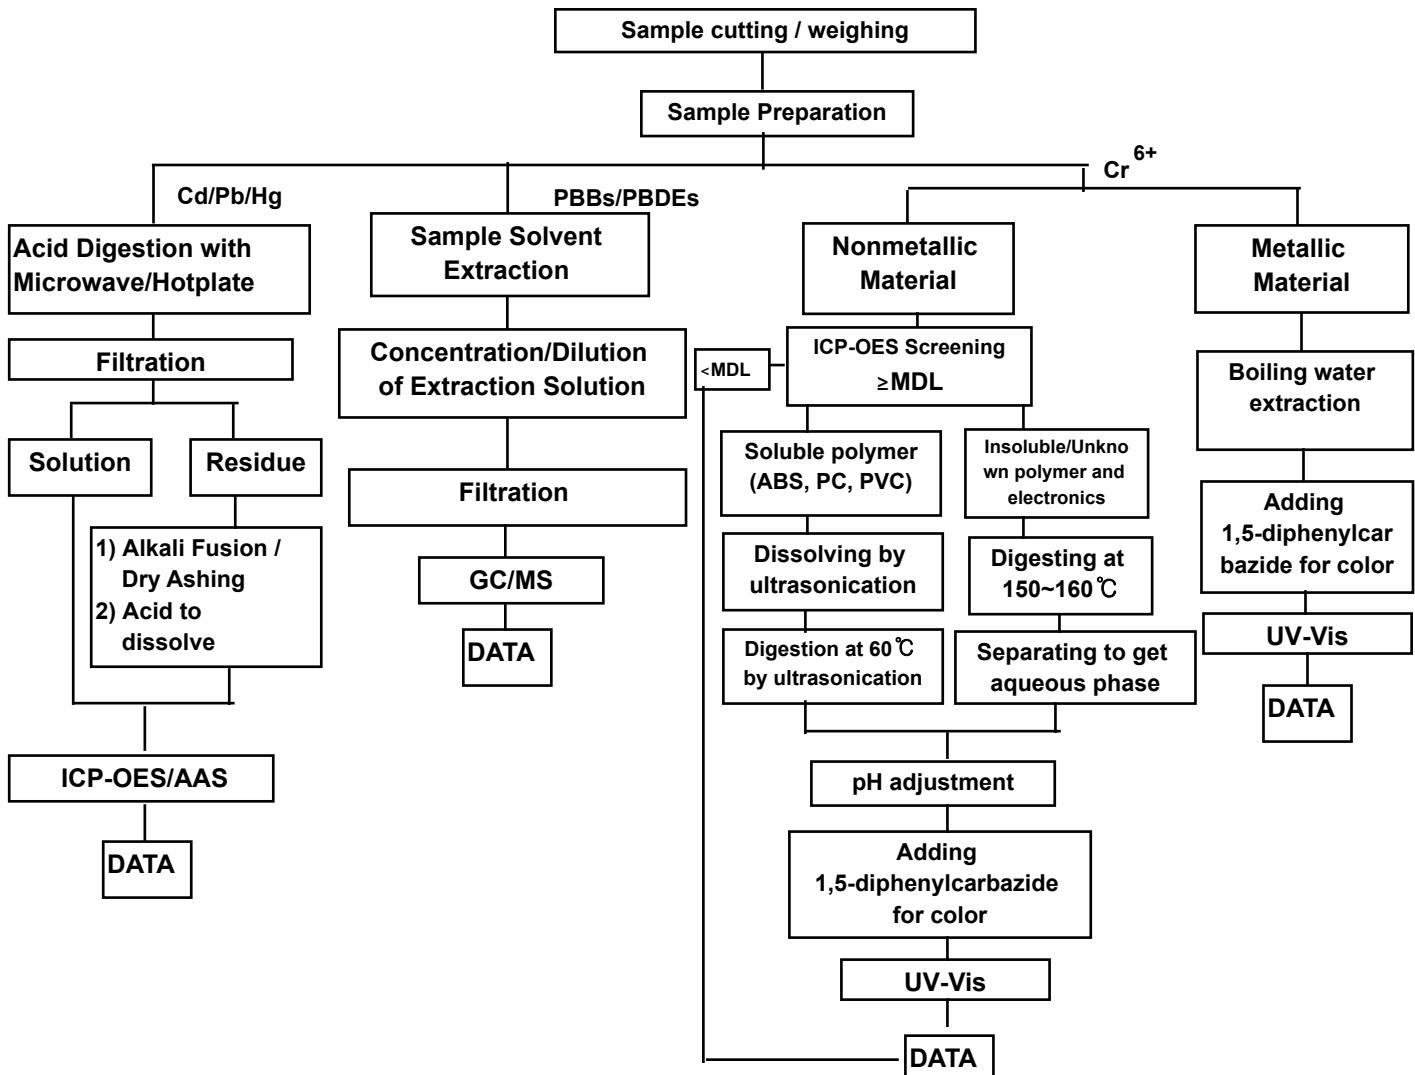 Sample cutting / weighing
Sample Preparation
Cd/Pb/Hg
PBBs/PBDEs
Cr 6+
Acid Digestion with
Microwave/Hotplate
Filtration
Solution
Residue
1) Alkali Fusion /
Dry Ashing
2) Acid to
dissolve
ICP-OES/AAS
DATA
Sample Solvent
Extraction
Concentration/Dilution
of Extraction Solution
Filtration
GC/MS
DATA
Nonmetallic
Material
ICP-OES Screening
≥MDL
<MDL
Soluble polymer
(ABS, PC, PVC)
Dissolving by
ultrasonication
Digestion at 60℃
by ultrasonication
Insoluble/Unkno
wn polymer and
electronics
Digesting at
150~160℃
Separating to get
aqueous phase
pH adjustment
Adding
1,5-diphenylcarbazide
for color
UV-Vis
DATA
Metallic
Material
Boiling water
extraction
Adding
1,5-diphenylcar
bazide for color
UV-Vis
DATA